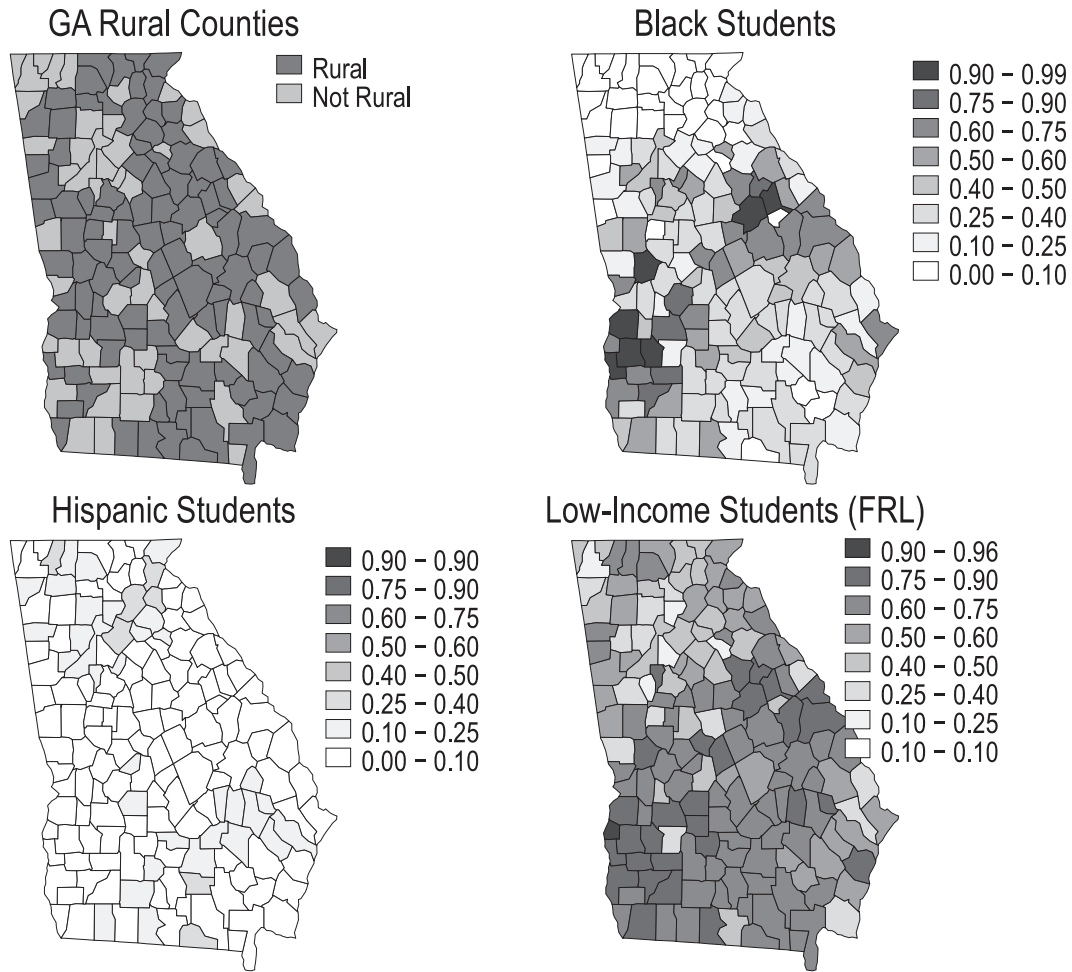 GA Rural Counties
Rural
Not Rural
Black Students
0.90 – 0.99
0.75 – 0.90
0.60 – 0.75
0.50 – 0.60
0.40 – 0.50
0.25 – 0.40
0.10 – 0.25
0.00 – 0.10
Hispanic Students
0.90 – 0.90
0.75 – 0.90
0.60 – 0.75
0.50 – 0.60
0.40 – 0.50
0.25 – 0.40
0.10 – 0.25
0.00 – 0.10
Low-Income Students (FRL)
0.90 – 0.96
0.75 – 0.90
0.60 – 0.75
0.50 – 0.60
0.40 – 0.50
0.25 – 0.40
0.10 – 0.25
0.10 – 0.10